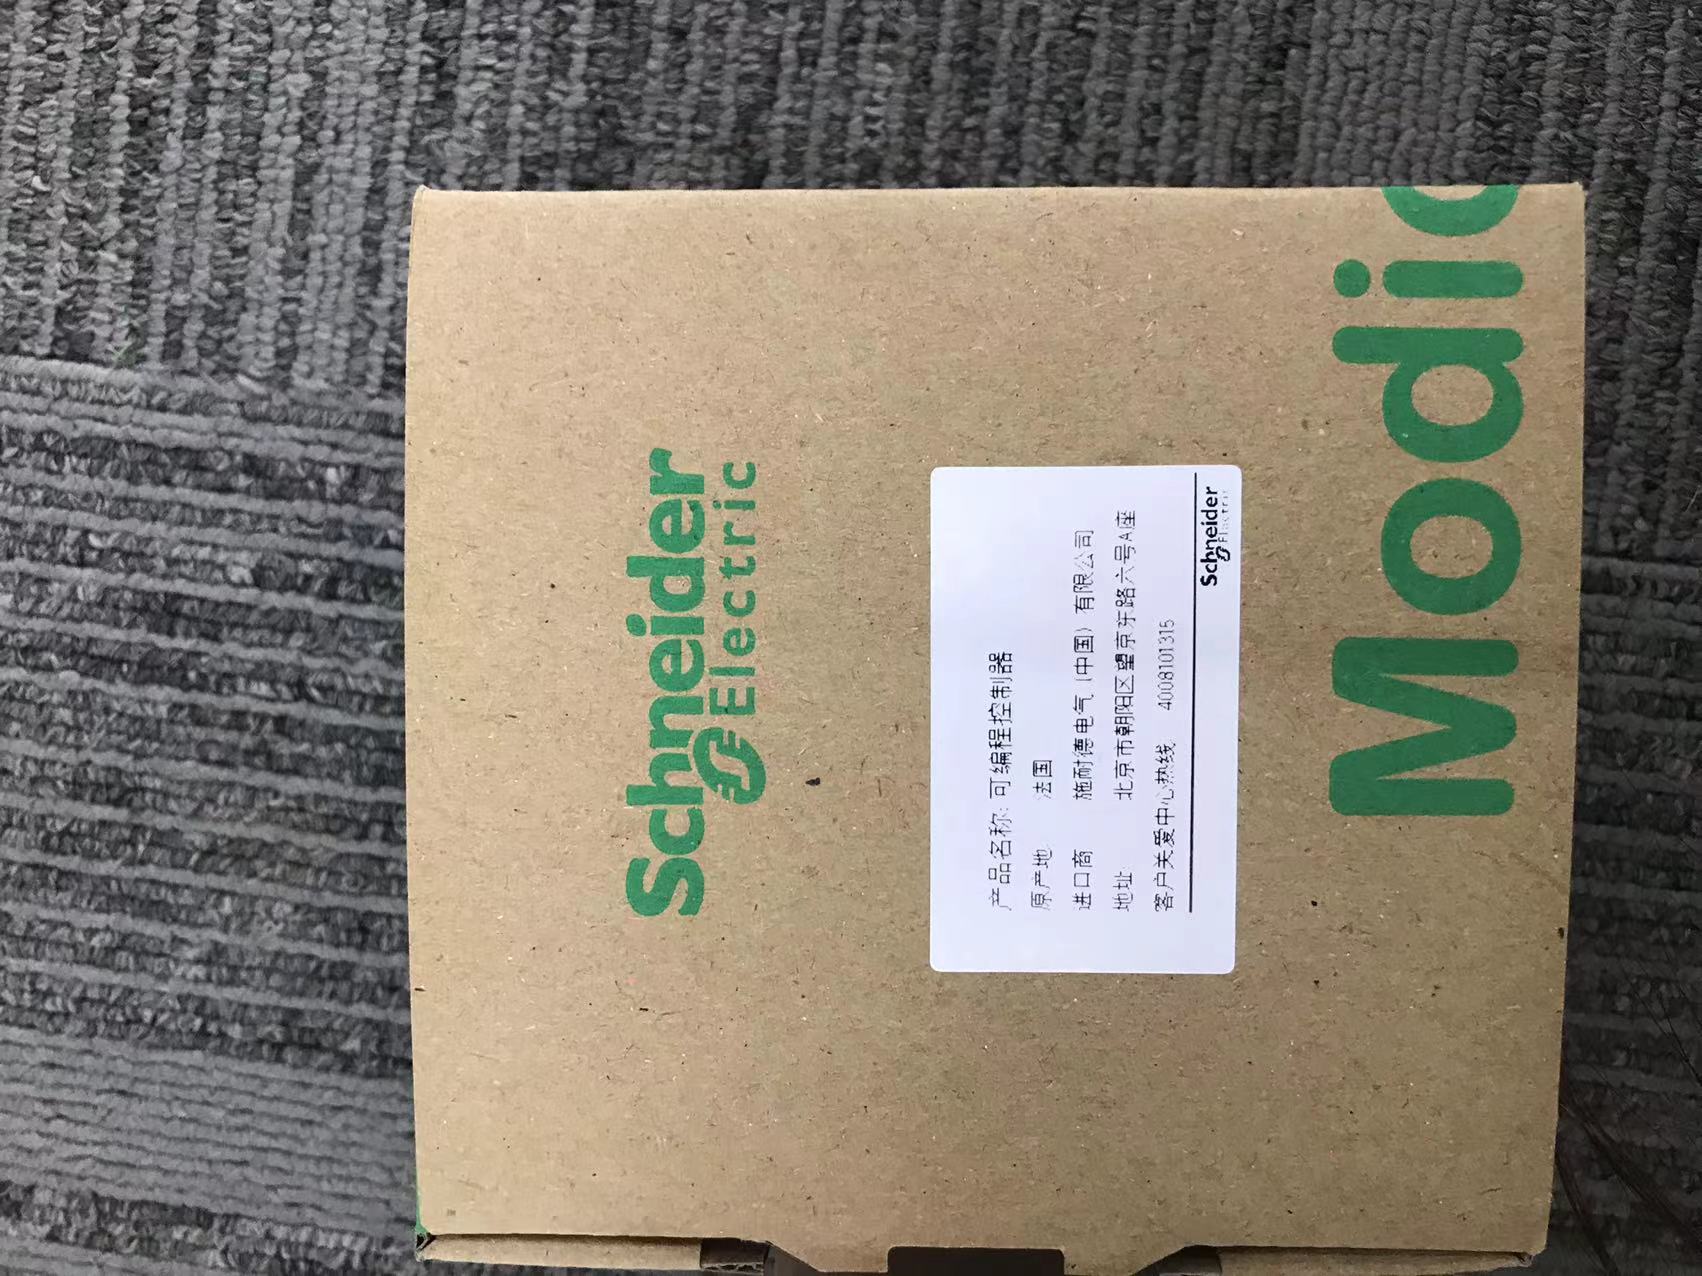 Schneider
Electric
产品名称: 可编程控制器
原产地 法国
进口商 施耐德电气（中国）有限公司
地址 北京市朝阳区望京东路六号A座
客户关爱中心热线 4008101315
Schneider
Electric
Modic